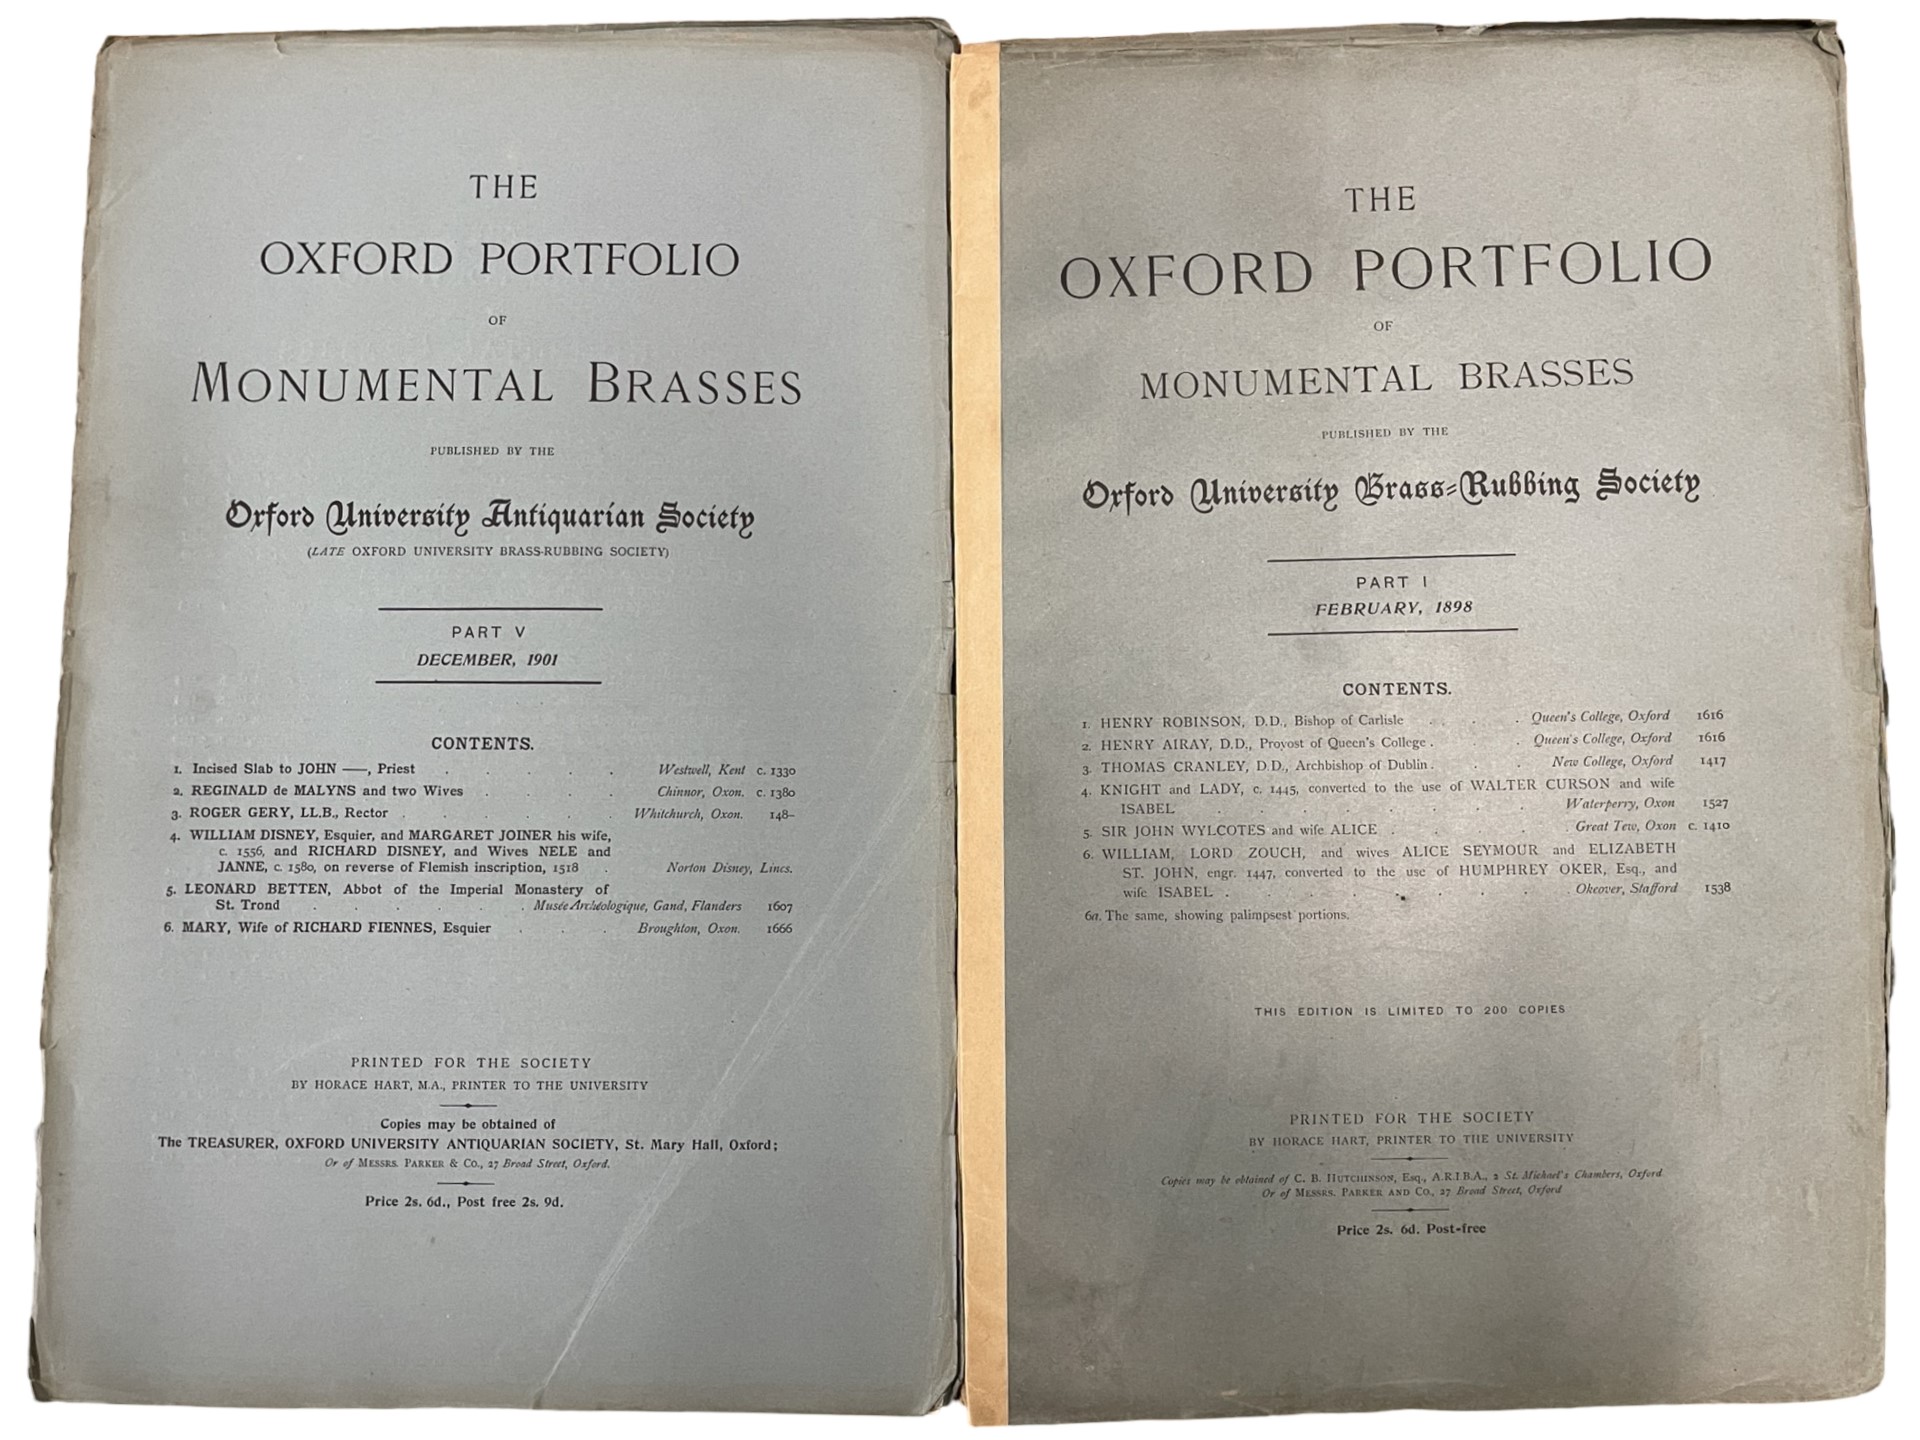 THE
OXFORD PORTFOLIO
OF
MONUMENTAL BRASSES
PUBLISHED BY THE
Oxford University Antiquarian Society
(LATE OXFORD UNIVERSITY BRASS-RUBBING SOCIETY)
PART V
DECEMBER, 1901
CONTENTS.
1. Incised Slab to JOHN ——, Priest . . . . . Westwell, Kent c. 1330
2. REGINALD de MALYNS and two Wives . . . . Chinnor, Oxon. c. 1380
3. ROGER GERY, LL.B., Rector . . . . . . Whitchurch, Oxon. 148–
4. WILLIAM DISNEY, Esquier, and MARGARET JOINER his wife,
c. 1556, and RICHARD DISNEY, and Wives NELE and
JANNE, c. 1580, on reverse of Flemish inscription, 1518 . Norton Disney, Lincs.
5. LEONARD BETTEN, Abbot of the Imperial Monastery of
St. Trond . . . . . . Musée Archéologique, Gand, Flanders 1607
6. MARY, Wife of RICHARD FIENNES, Esquier . . . Broughton, Oxon. 1666
PRINTED FOR THE SOCIETY
BY HORACE HART, M.A., PRINTER TO THE UNIVERSITY
Copies may be obtained of
The TREASURER, OXFORD UNIVERSITY ANTIQUARIAN SOCIETY, St. Mary Hall, Oxford;
Or of MESSRS. PARKER & CO., 27 Broad Street, Oxford.
Price 2s. 6d., Post free 2s. 9d.
THE
OXFORD PORTFOLIO
OF
MONUMENTAL BRASSES
PUBLISHED BY THE
Oxford University Brass-Rubbing Society
PART I
FEBRUARY, 1898
CONTENTS.
1. HENRY ROBINSON, D.D., Bishop of Carlisle . . . Queen's College, Oxford 1616
2. HENRY AIRAY, D.D., Provost of Queen's College . . . Queen's College, Oxford 1616
3. THOMAS CRANLEY, D.D., Archbishop of Dublin . . . New College, Oxford 1417
4. KNIGHT and LADY, c. 1445, converted to the use of WALTER CURSON and wife
ISABEL . . . . . . . . Waterperry, Oxon 1527
5. SIR JOHN WYLCOTES and wife ALICE . . . . . Great Tew, Oxon c. 1410
6. WILLIAM, LORD ZOUCH, and wives ALICE SEYMOUR and ELIZABETH
ST. JOHN, engr. 1447, converted to the use of HUMPHREY OKER, Esq., and
wife ISABEL . . . . . . . . . Okeover, Stafford 1538
6a. The same, showing palimpsest portions.
THIS EDITION IS LIMITED TO 200 COPIES
PRINTED FOR THE SOCIETY
BY HORACE HART, PRINTER TO THE UNIVERSITY
Copies may be obtained of C. B. HUTCHINSON, ESQ., A.R.I.B.A., 2 St. Michael's Chambers, Oxford
Or of MESSRS. PARKER AND CO., 27 Broad Street, Oxford
Price 2s. 6d. Post-free